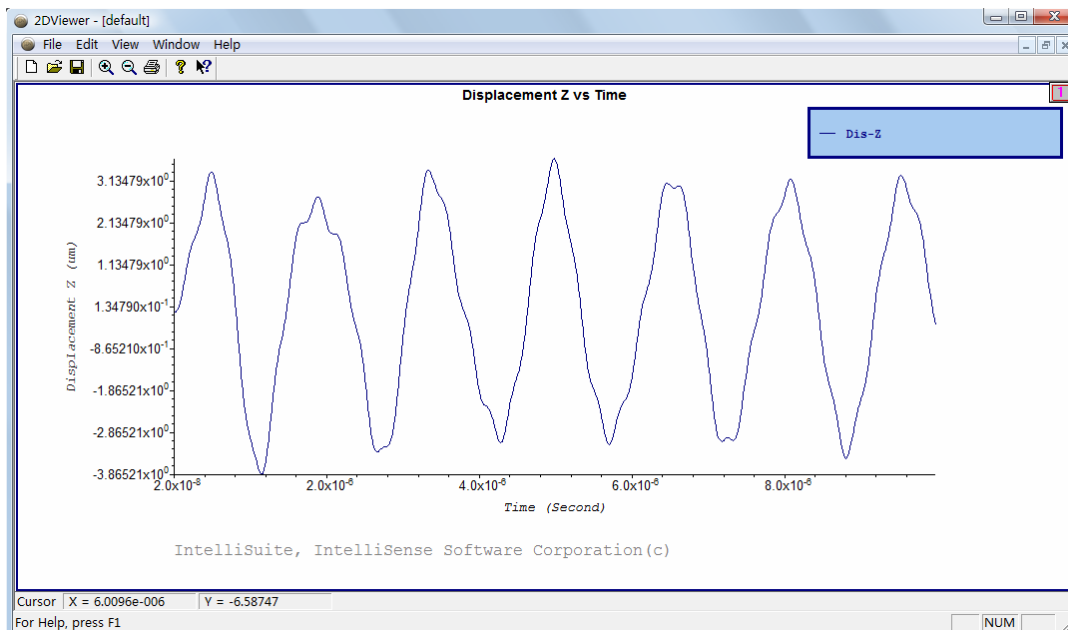 2DViewer - [default]
File Edit View Window Help
1
Displacement Z vs Time
Dis-Z
3.13479x10⁰
2.13479x10⁰
1.13479x10⁰
1.34790x10⁻¹
-8.65210x10⁻¹
-1.86521x10⁰
-2.86521x10⁰
-3.86521x10⁰
Displacement Z (um)
2.0x10⁻⁸ 2.0x10⁻⁶ 4.0x10⁻⁶ 6.0x10⁻⁶ 8.0x10⁻⁶
Time (Second)
IntelliSuite, IntelliSense Software Corporation(c)
Cursor X = 6.0096e-006 Y = -6.58747
For Help, press F1 NUM